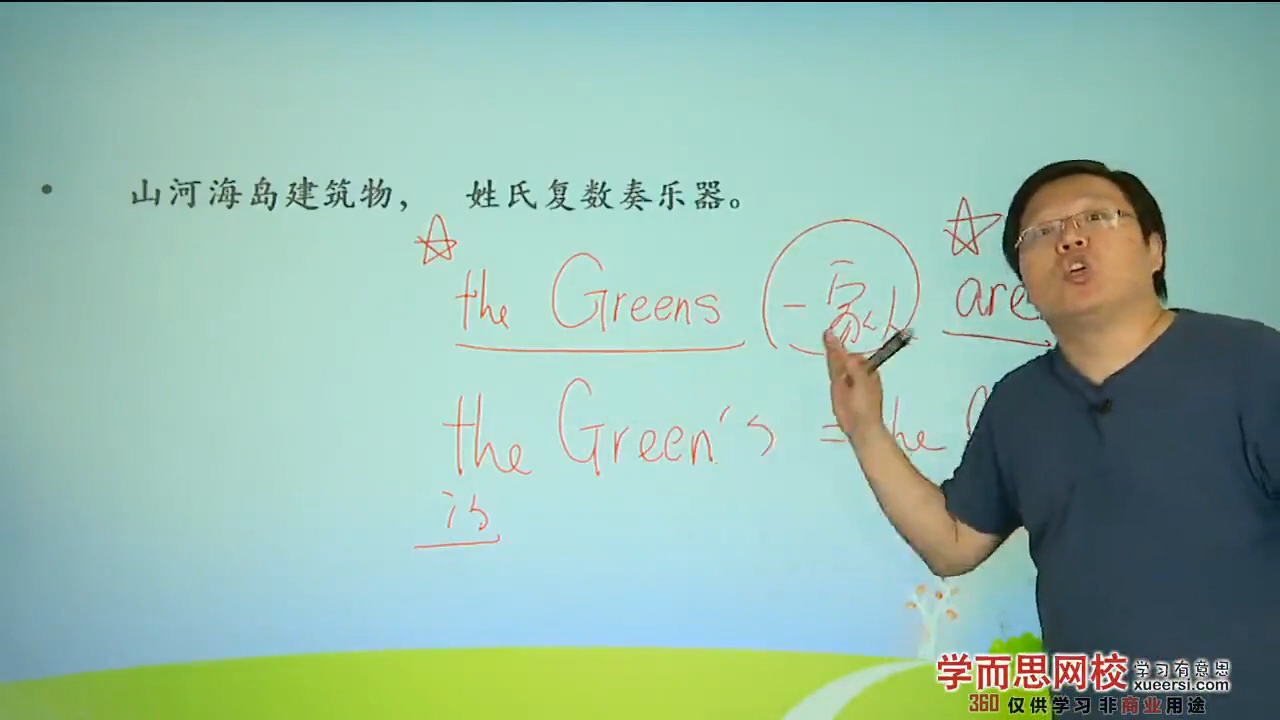 • 山河海岛建筑物， 姓氏复数奏乐器。
the Greens 一家人 are
the Green's = the
is
学而思网校 学习有意思
xueersi.com
360 仅供学习 非商业用途